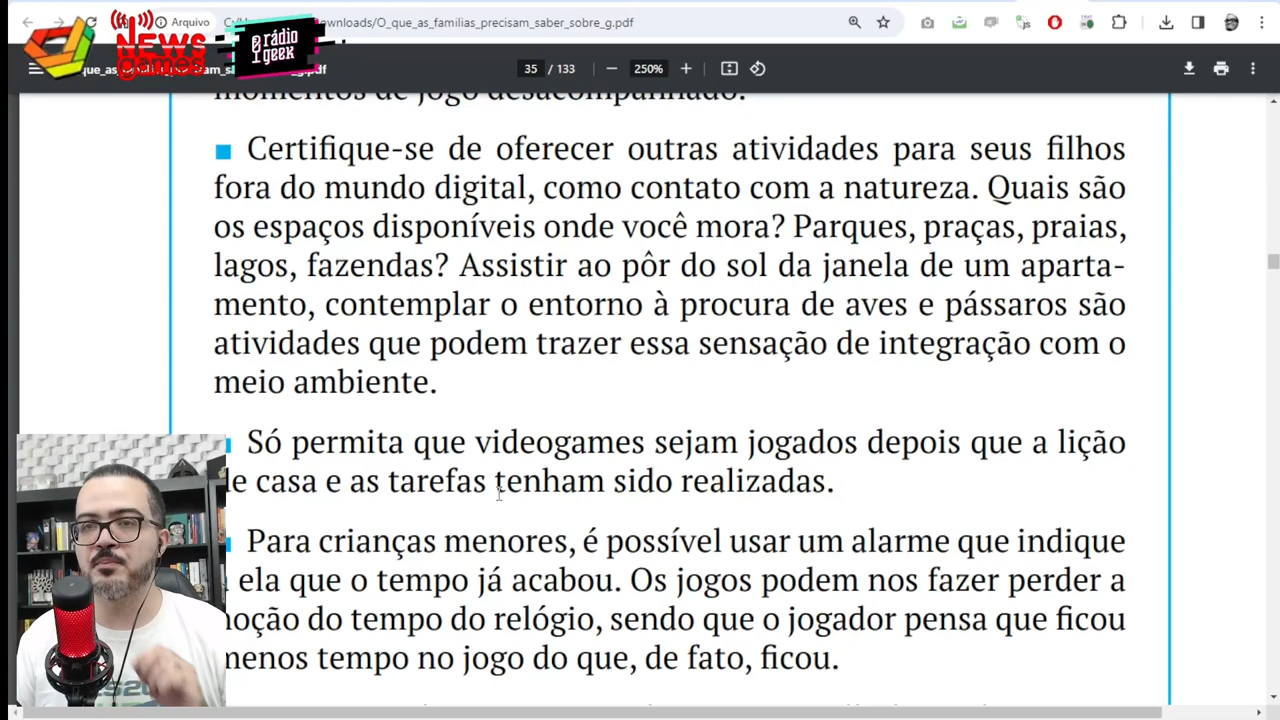 Arquivo
ownloads/O_que_as_familias_precisam_saber_sobre_g.pdf
NEWS
games
rádio
geek
35 / 133
250%
momentos de jogo desacompanhado.
Certifique-se de oferecer outras atividades para seus filhos
fora do mundo digital, como contato com a natureza. Quais são
os espaços disponíveis onde você mora? Parques, praças, praias,
lagos, fazendas? Assistir ao pôr do sol da janela de um aparta-
mento, contemplar o entorno à procura de aves e pássaros são
atividades que podem trazer essa sensação de integração com o
meio ambiente.
Só permita que videogames sejam jogados depois que a lição
de casa e as tarefas tenham sido realizadas.
Para crianças menores, é possível usar um alarme que indique
ela que o tempo já acabou. Os jogos podem nos fazer perder a
noção do tempo do relógio, sendo que o jogador pensa que ficou
menos tempo no jogo do que, de fato, ficou.